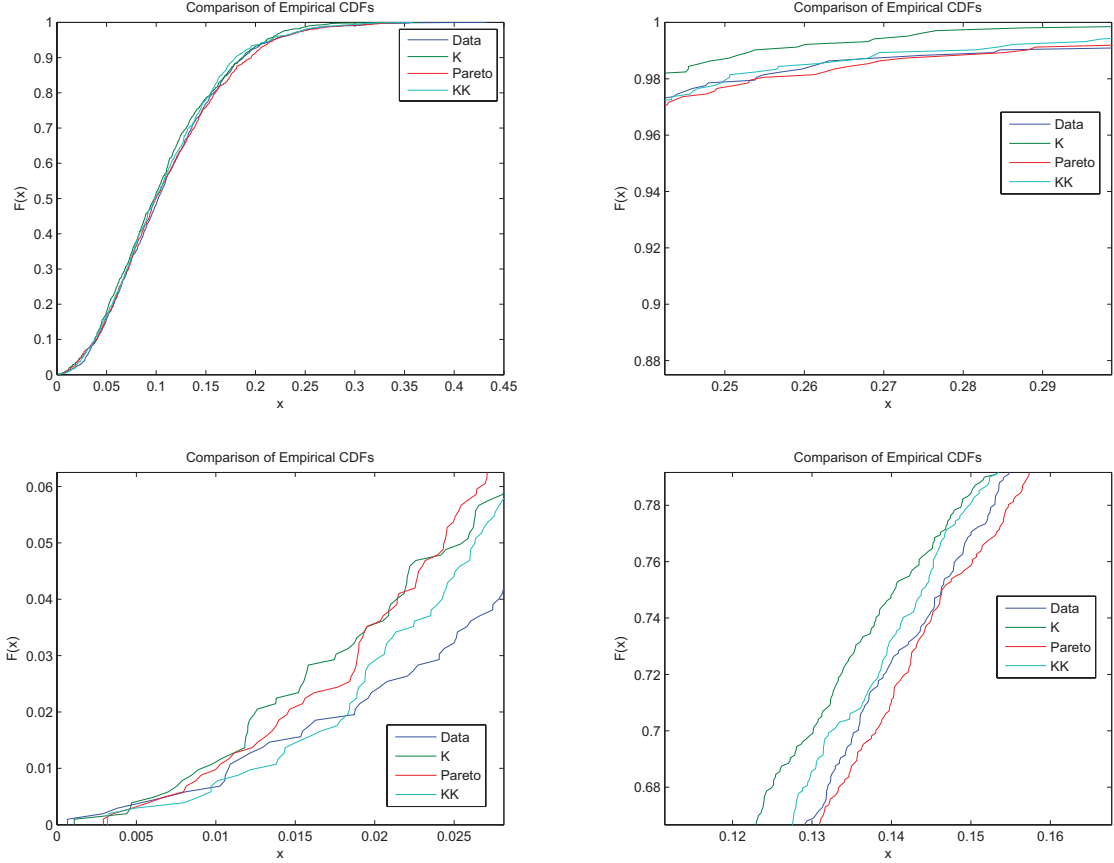 Comparison of Empirical CDFs
1
0.9
0.8
0.7
0.6
0.5
0.4
0.3
0.2
0.1
0
F(x)
0 0.05 0.1 0.15 0.2 0.25 0.3 0.35 0.4 0.45
x
Data
K
Pareto
KK
Comparison of Empirical CDFs
1
0.98
0.96
0.94
0.92
0.9
0.88
F(x)
0.25 0.26 0.27 0.28 0.29
x
Data
K
Pareto
KK
Comparison of Empirical CDFs
0.06
0.05
0.04
0.03
0.02
0.01
0
F(x)
0 0.005 0.01 0.015 0.02 0.025
x
Data
K
Pareto
KK
Comparison of Empirical CDFs
0.78
0.76
0.74
0.72
0.7
0.68
F(x)
0.12 0.13 0.14 0.15 0.16
x
Data
K
Pareto
KK